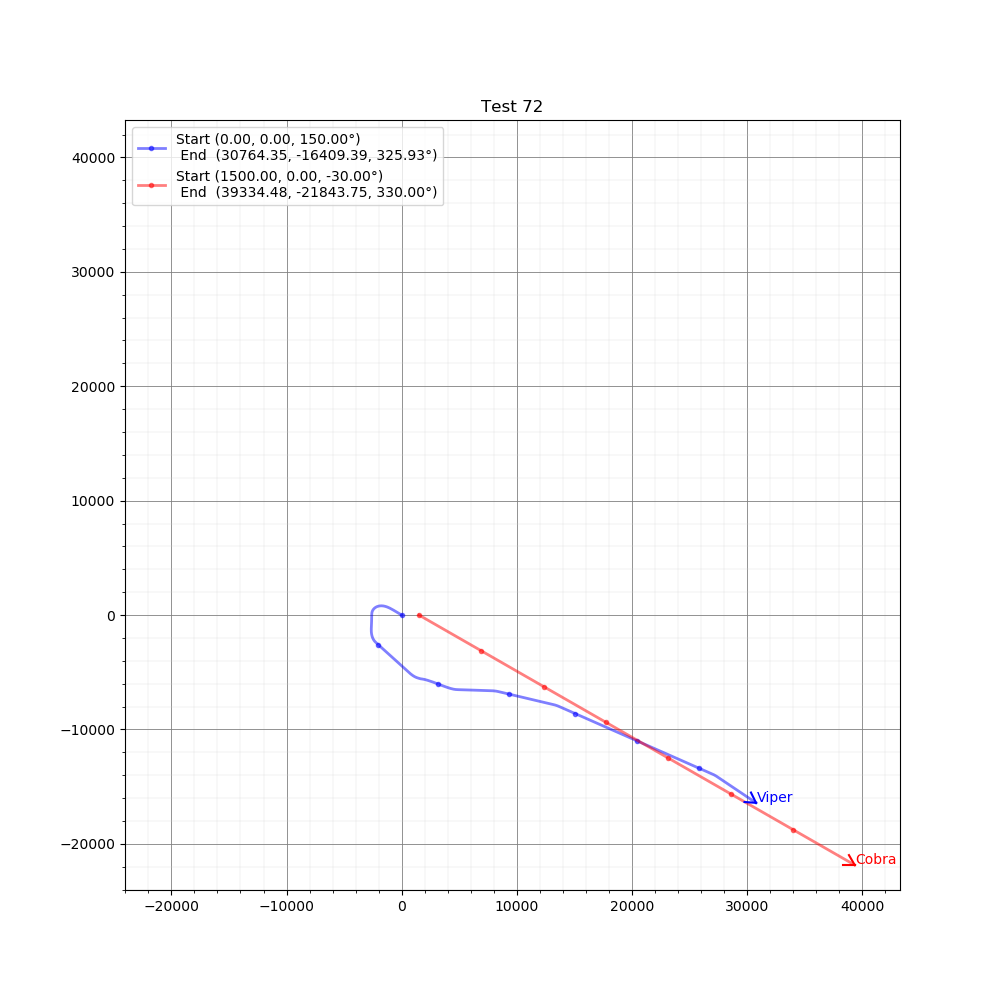 Test 72
Start (0.00, 0.00, 150.00°)
End (30764.35, -16409.39, 325.93°)
Start (1500.00, 0.00, -30.00°)
End (39334.48, -21843.75, 330.00°)
40000
30000
20000
10000
0
−10000
−20000
Viper
Cobra
−20000 −10000 0 10000 20000 30000 40000